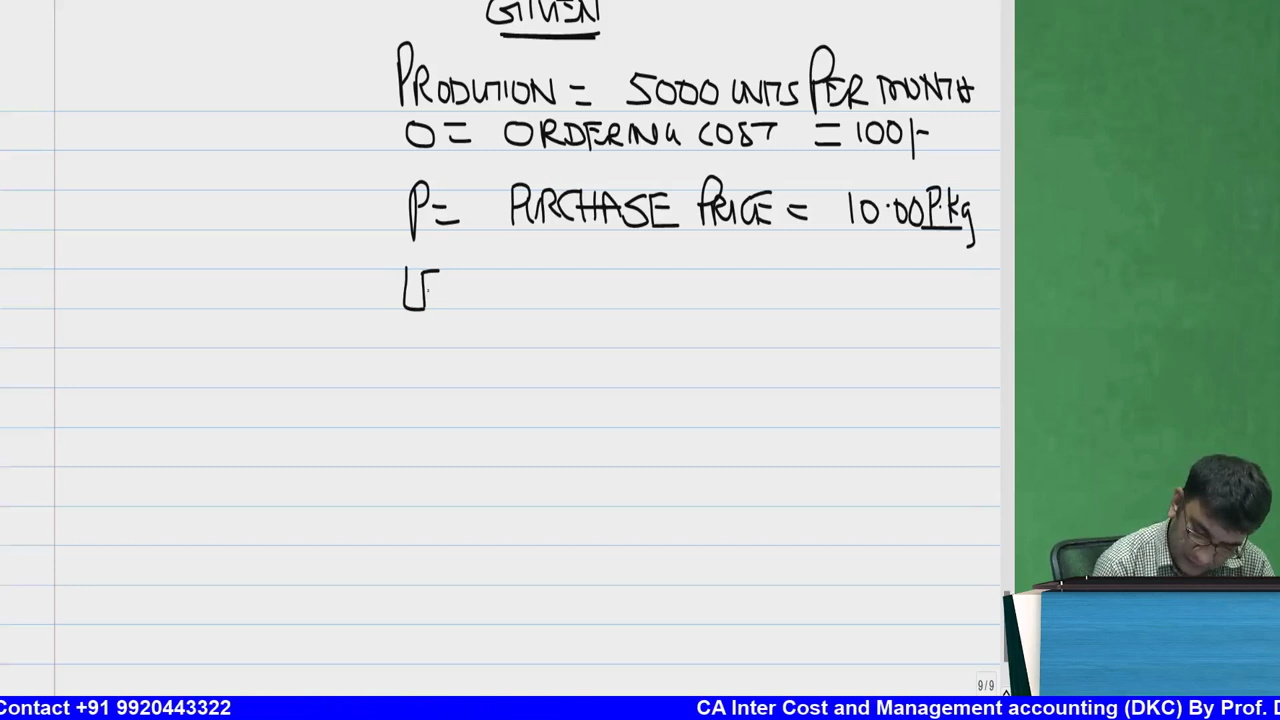 GIVEN
PRODUTION = 5000 UNITS PER MONTH
O = ORDERING COST = 100/-
P = PURCHASE PRICE = 10.00 P.kg
9/9
Contact +91 9920443322
CA Inter Cost and Management accounting (DKC) By Prof. D